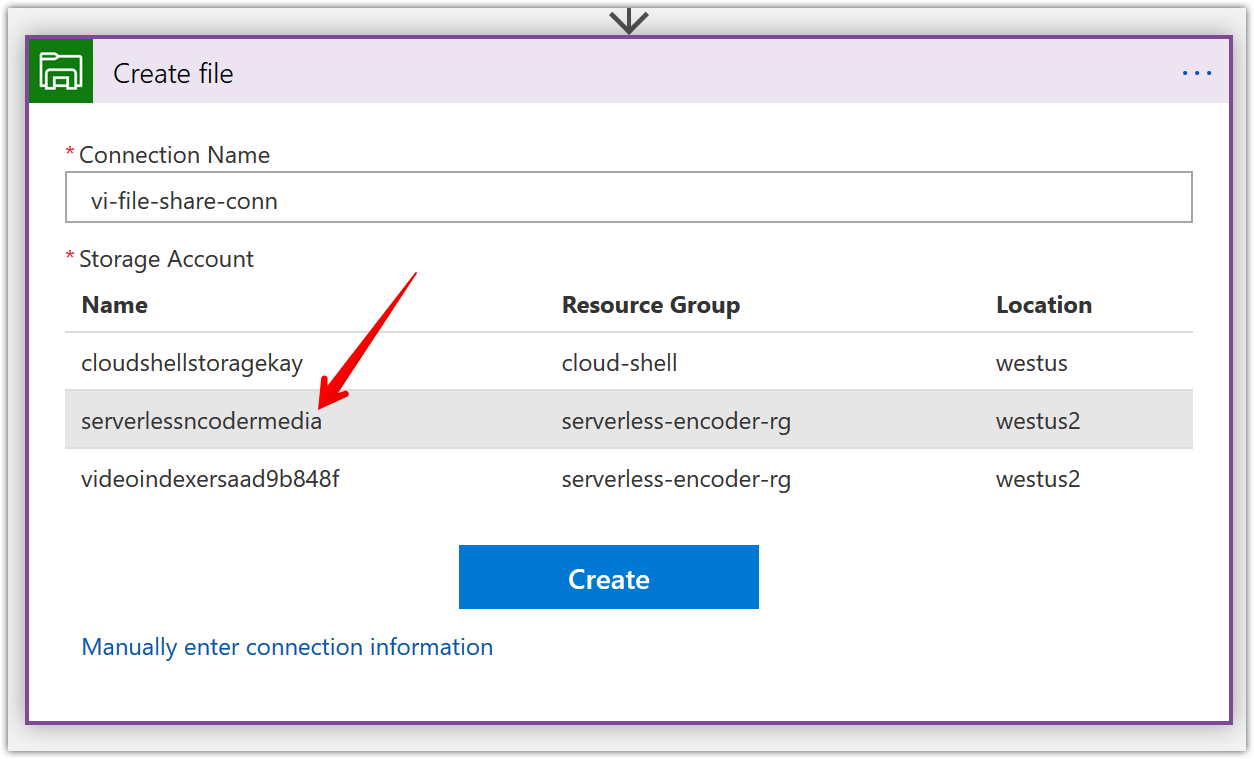 Create file
...
* Connection Name
vi-file-share-conn
* Storage Account
Name Resource Group Location
cloudshellstoragekay cloud-shell westus
serverlessncodermedia serverless-encoder-rg westus2
videoindexersaad9b848f serverless-encoder-rg westus2
Create
Manually enter connection information